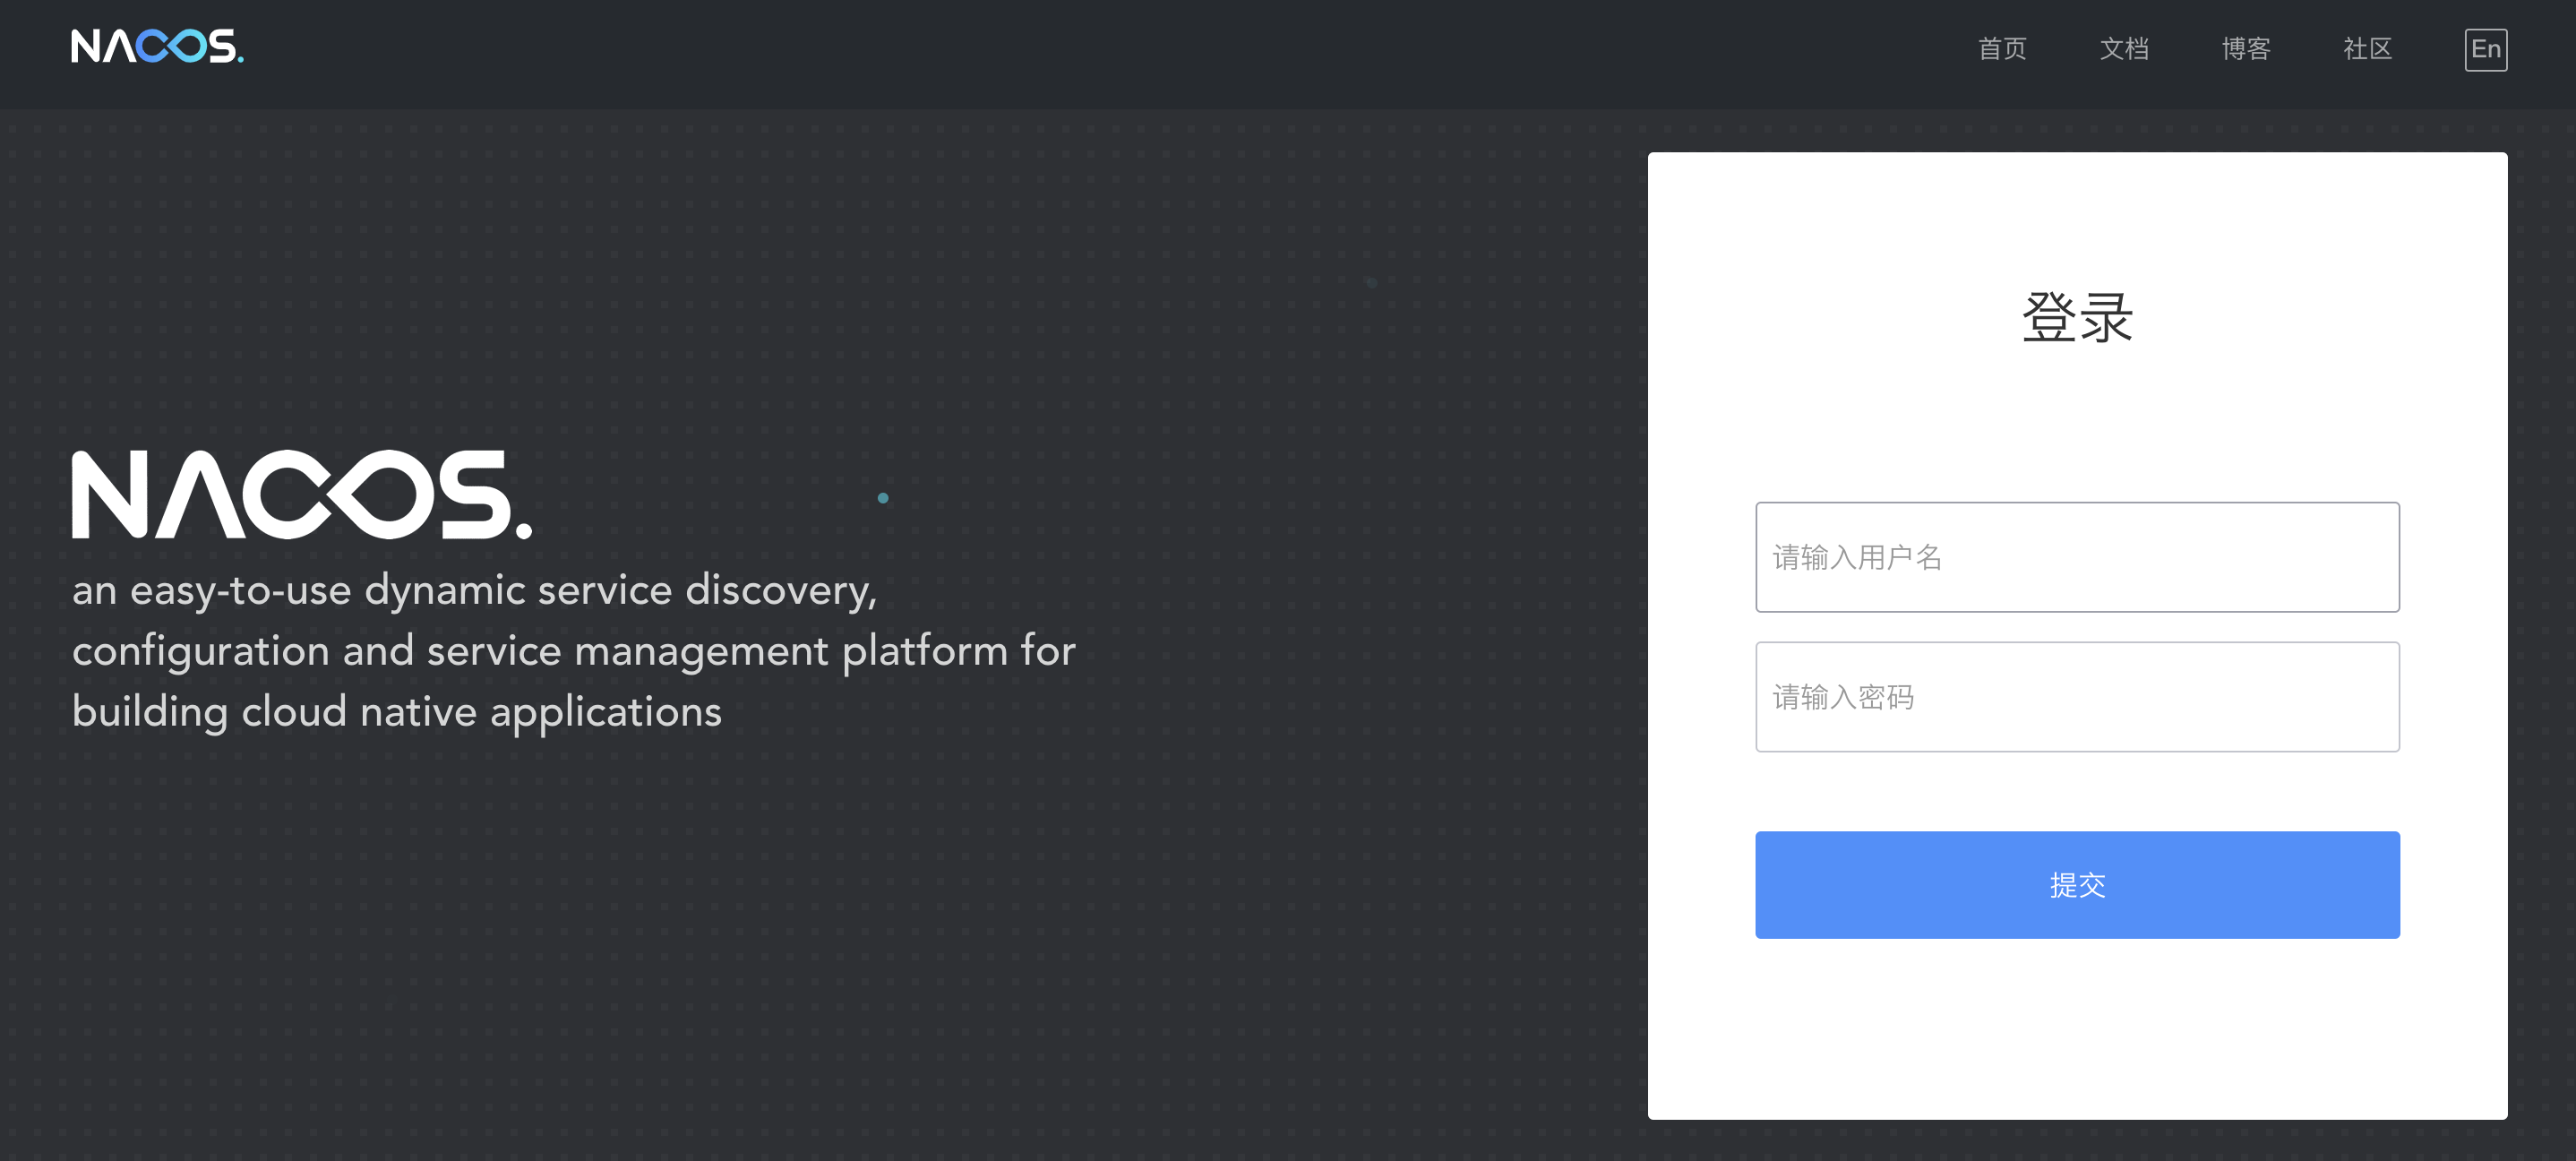 NACOS.
首页
文档
博客
社区
En
NACOS.
an easy-to-use dynamic service discovery,
configuration and service management platform for
building cloud native applications
登录
请输入用户名
请输入密码
提交